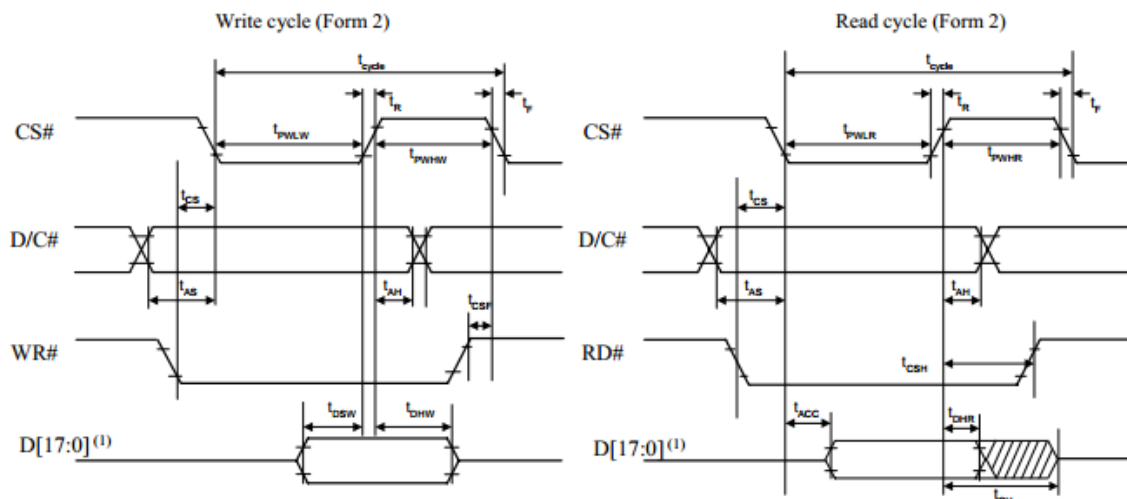 Write cycle (Form 2)
Read cycle (Form 2)
tcycle
tR
tF
CS#
tPWLW
tPWHW
tCS
D/C#
tAS
tAH
tCSF
WR#
tDSW
tDHW
D[17:0](1)
tcycle
tR
tF
CS#
tPWLR
tPWHR
tCS
D/C#
tAS
tAH
RD#
tCSH
tACC
tDHR
D[17:0](1)